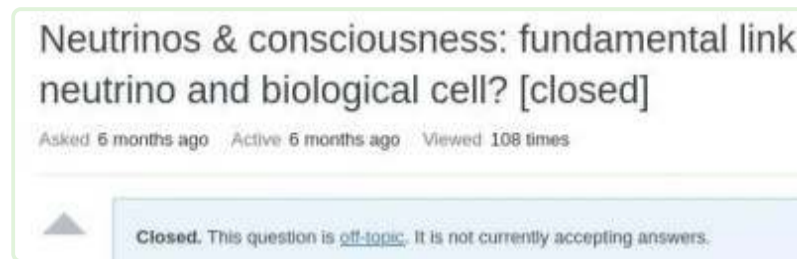 Neutrinos & consciousness: fundamental link
neutrino and biological cell? [closed]
Asked 6 months ago Active 6 months ago Viewed 108 times
Closed. This question is off-topic. It is not currently accepting answers.